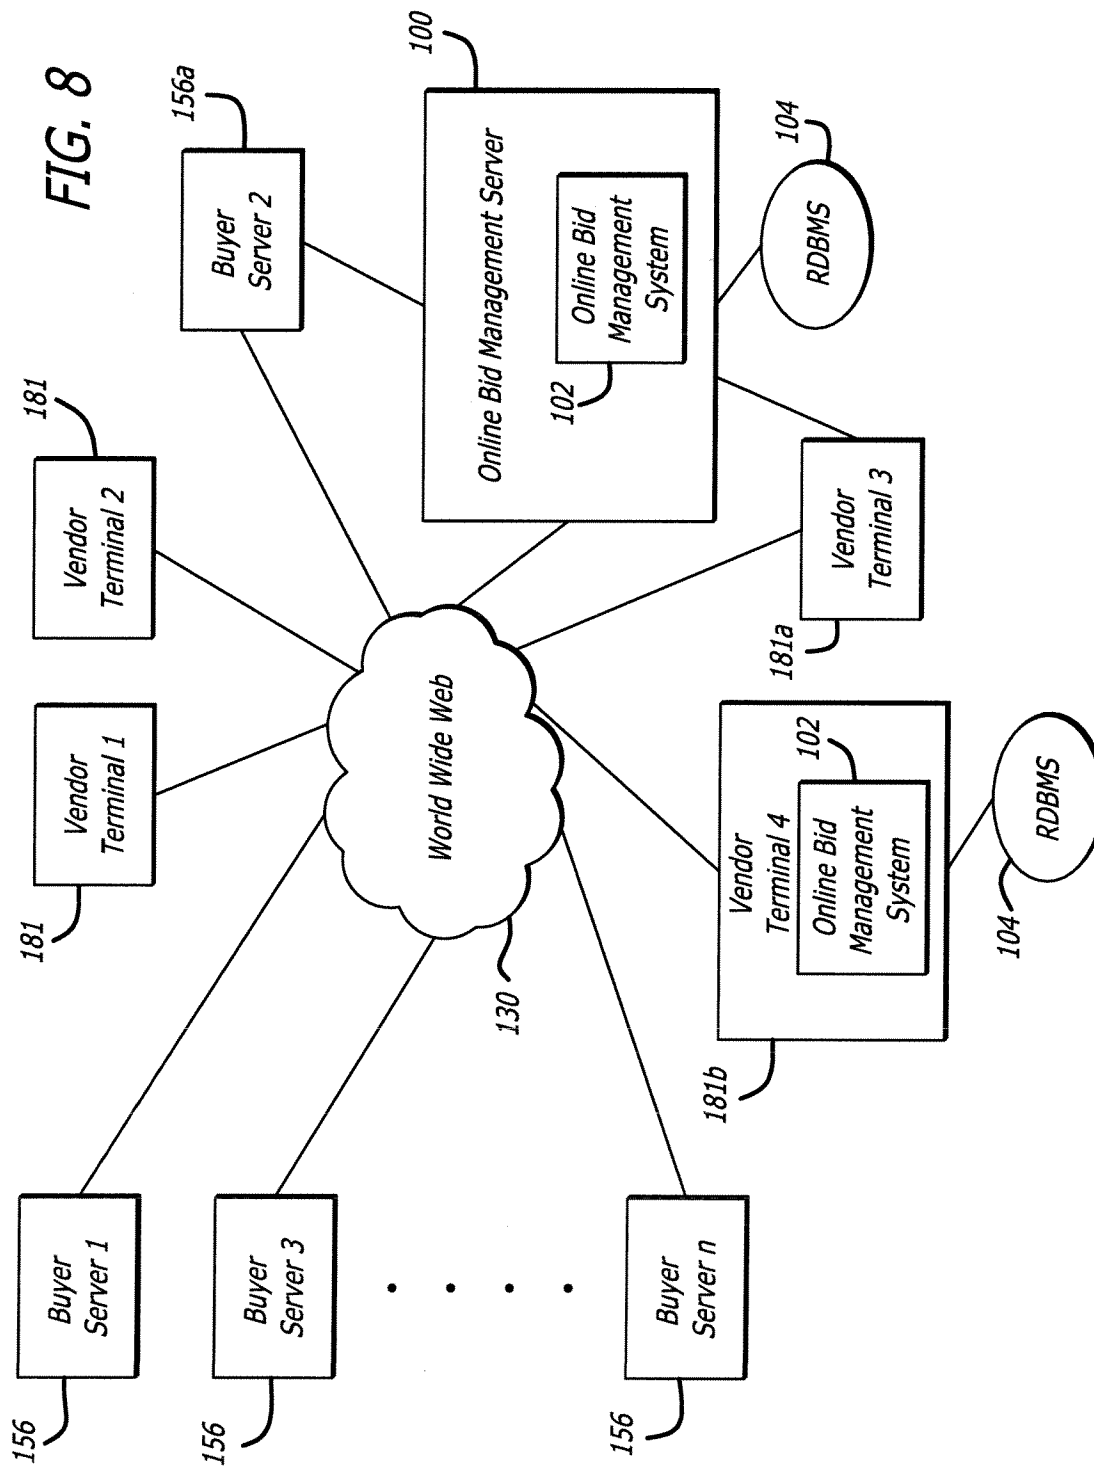 FIG. 8
181
Vendor
Terminal 1
Vendor
Terminal 2
181
156a
Buyer
Server 2
156
Buyer
Server 1
156
Buyer
Server 3
156
Buyer
Server n
World Wide Web
130
100
Online Bid Management Server
102
Online Bid
Management
System
104
RDBMS
181a
Vendor
Terminal 3
181b
Vendor
Terminal 4
102
Online Bid
Management
System
104
RDBMS